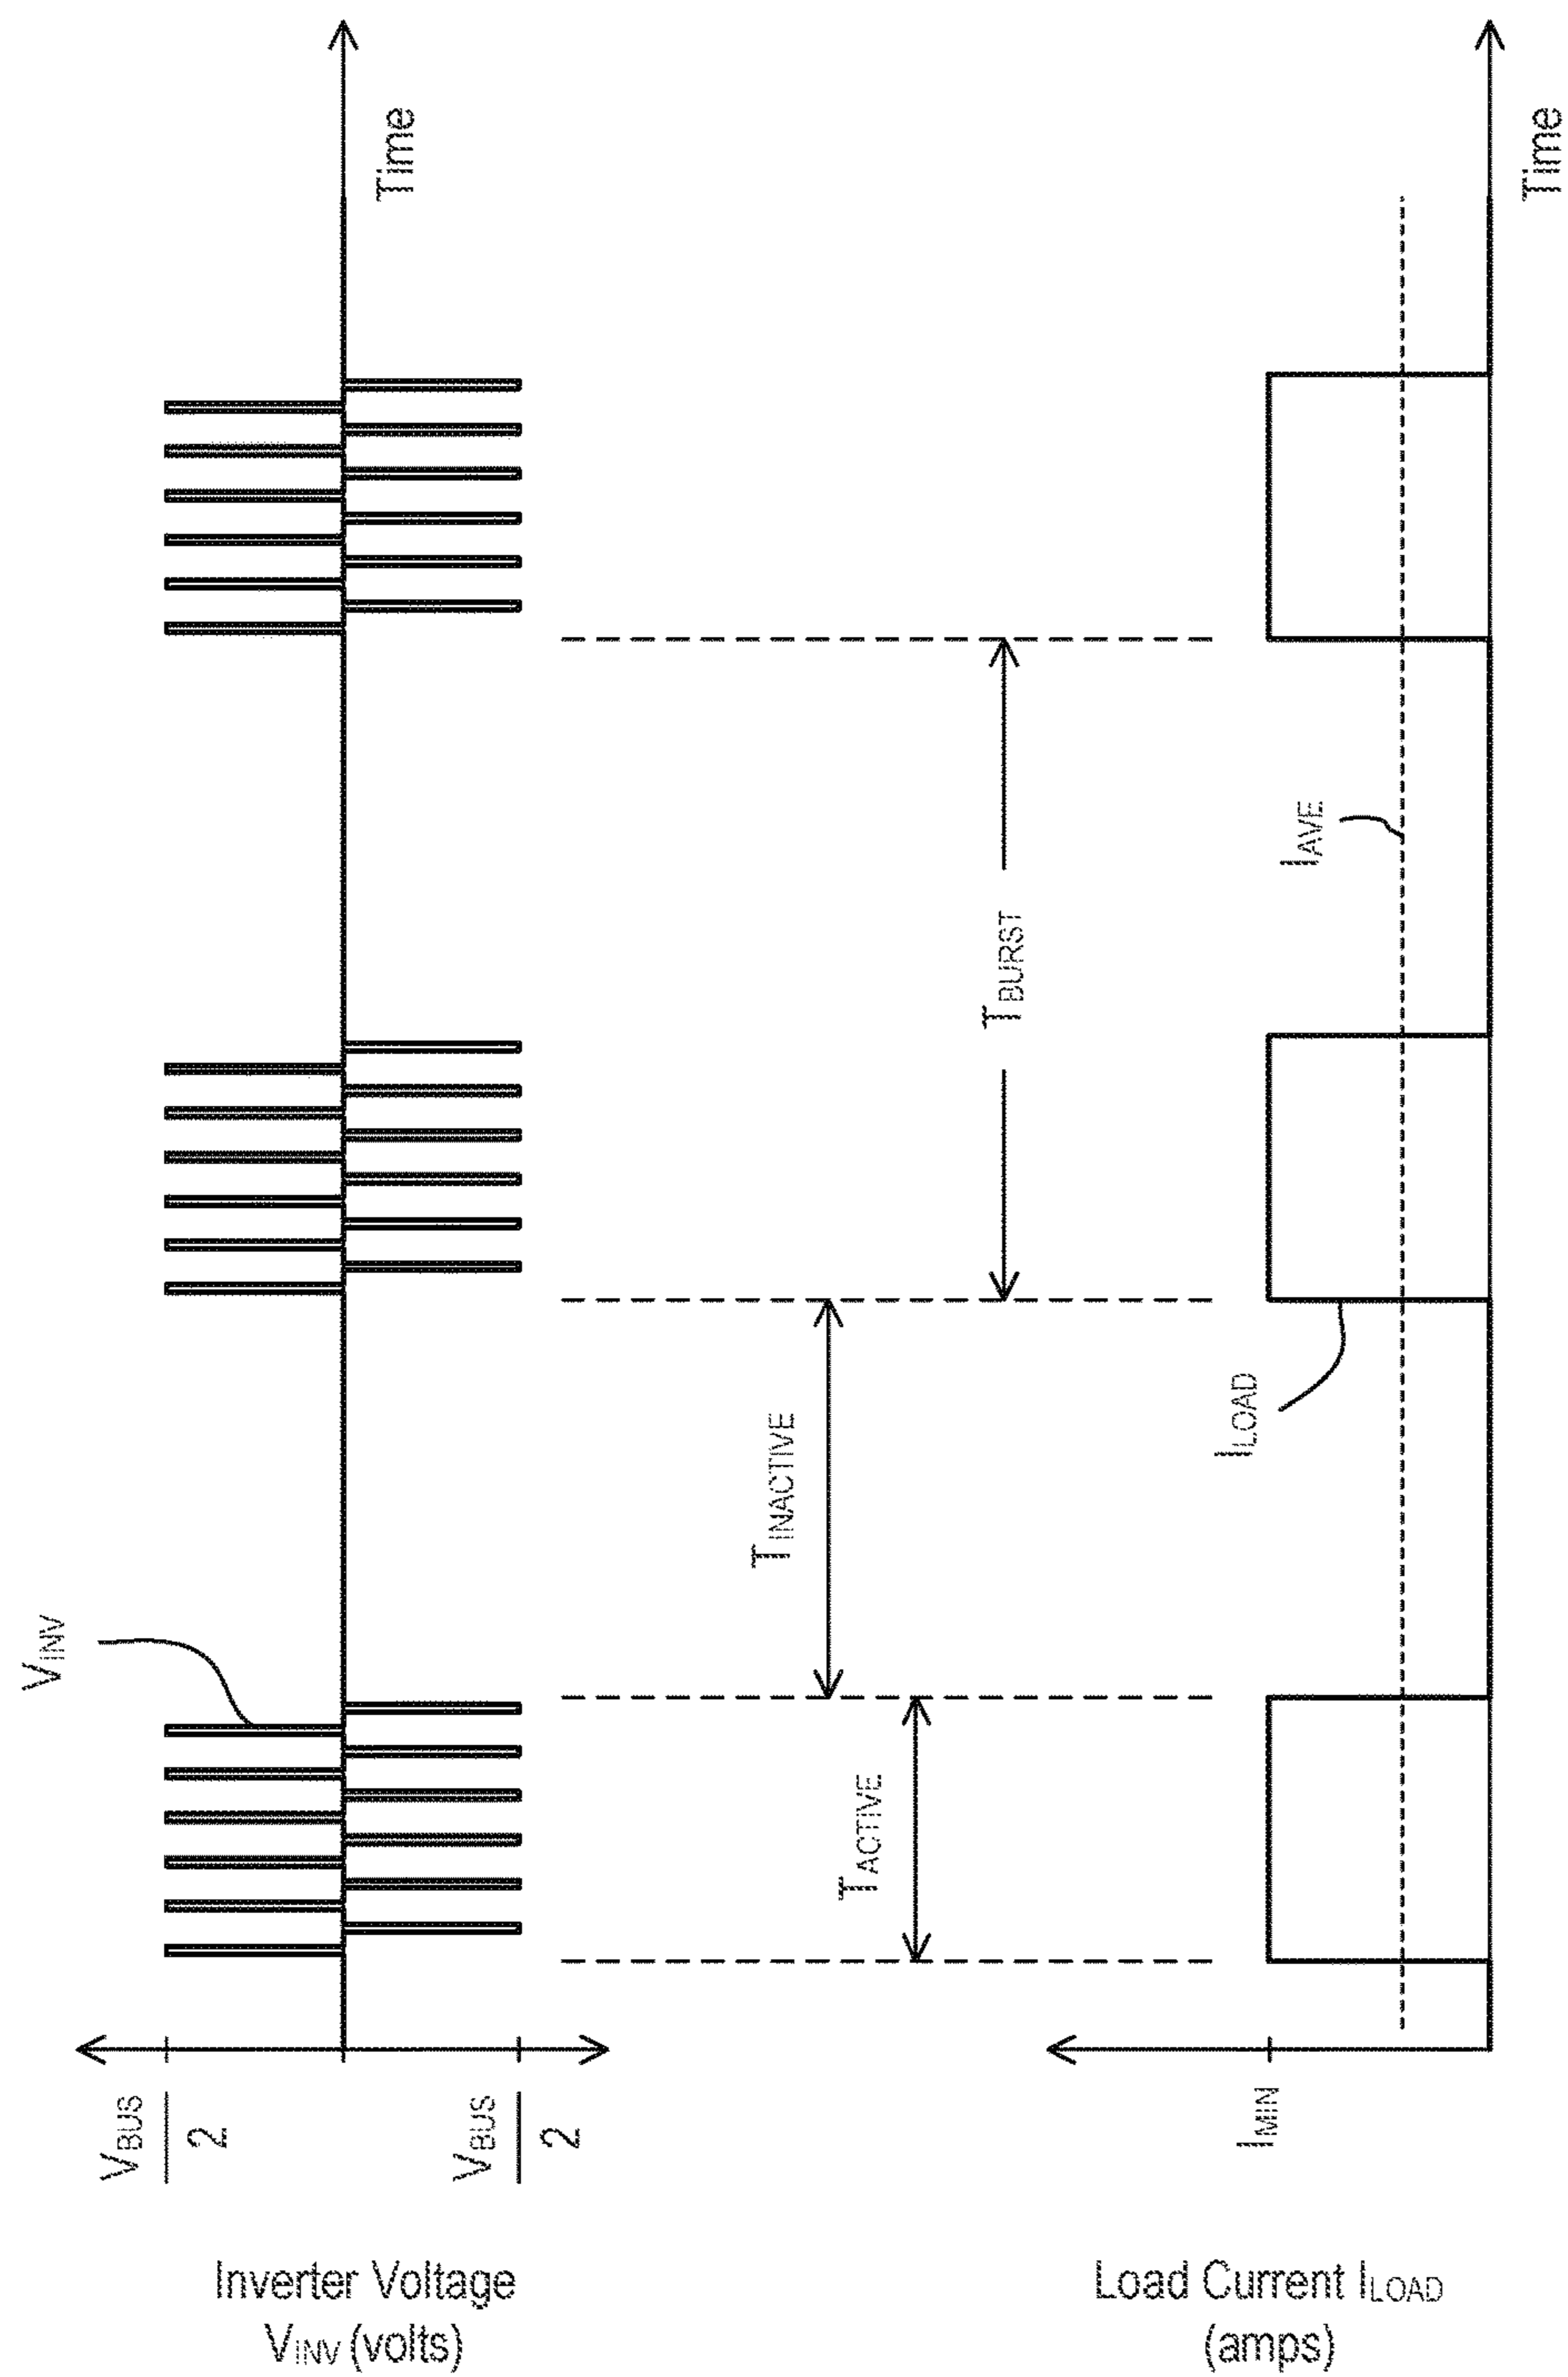 Inverter Voltage
VINV (volts)
VBUS
2
VBUS
2
VINV
Time
TACTIVE
TINACTIVE
TBURST
Load Current ILOAD
(amps)
IMIN
ILOAD
IAVE
Time